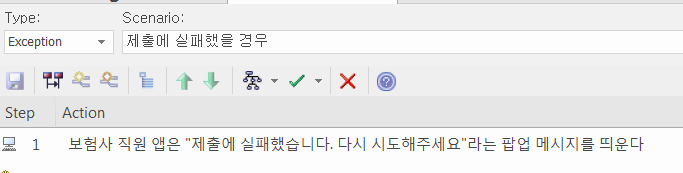 Type:
Scenario:
Exception
제출에 실패했을 경우
Step
Action
1
보험사 직원 앱은 "제출에 실패했습니다. 다시 시도해주세요"라는 팝업 메시지를 띄운다